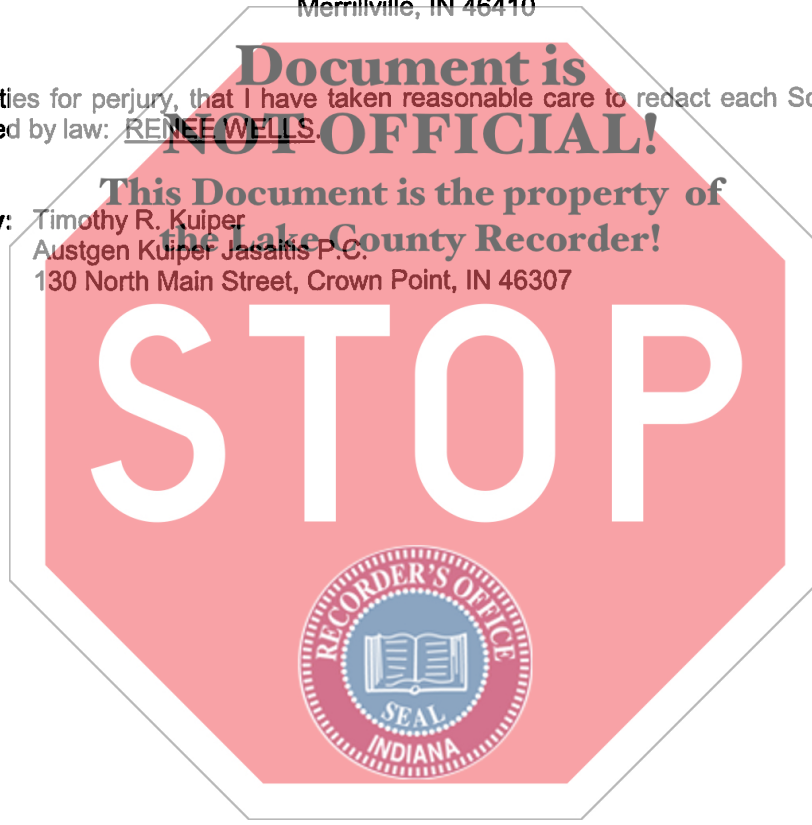 Merrillville, IN 46410
Document is
ties for perjury, that I have taken reasonable care to redact each So
ed by law: RENEE WELLS.
NOT OFFICIAL!
This Document is the property of
y: Timothy R. Kuiper
the Lake County Recorder!
Austgen Kuiper Jasaitis P.C.
130 North Main Street, Crown Point, IN 46307
STOP
RECORDER'S OFFICE
SEAL
INDIANA